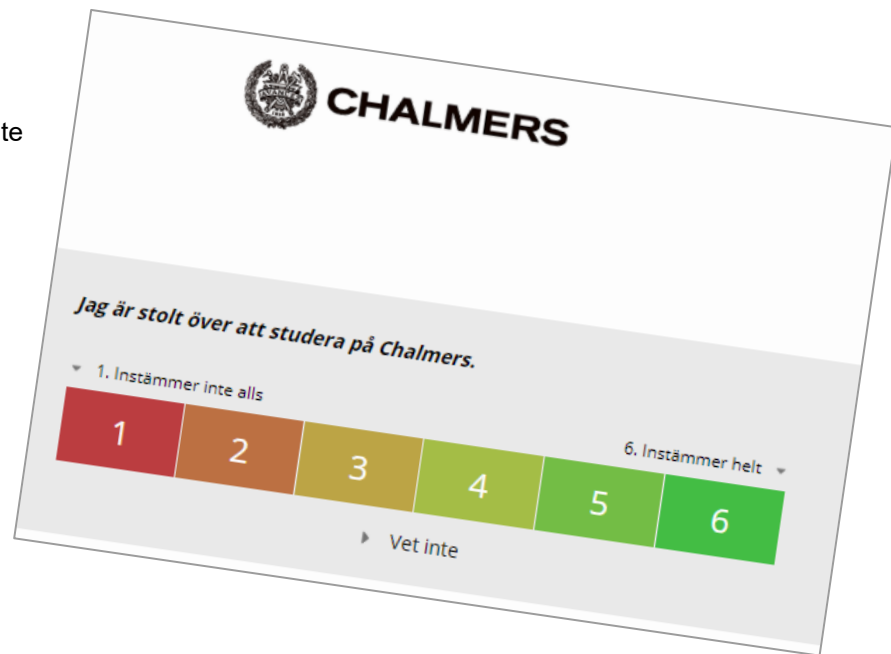 te
CHALMERS
Jag är stolt över att studera på Chalmers.
1. Instämmer inte alls
6. Instämmer helt
1 2 3 4 5 6
Vet inte